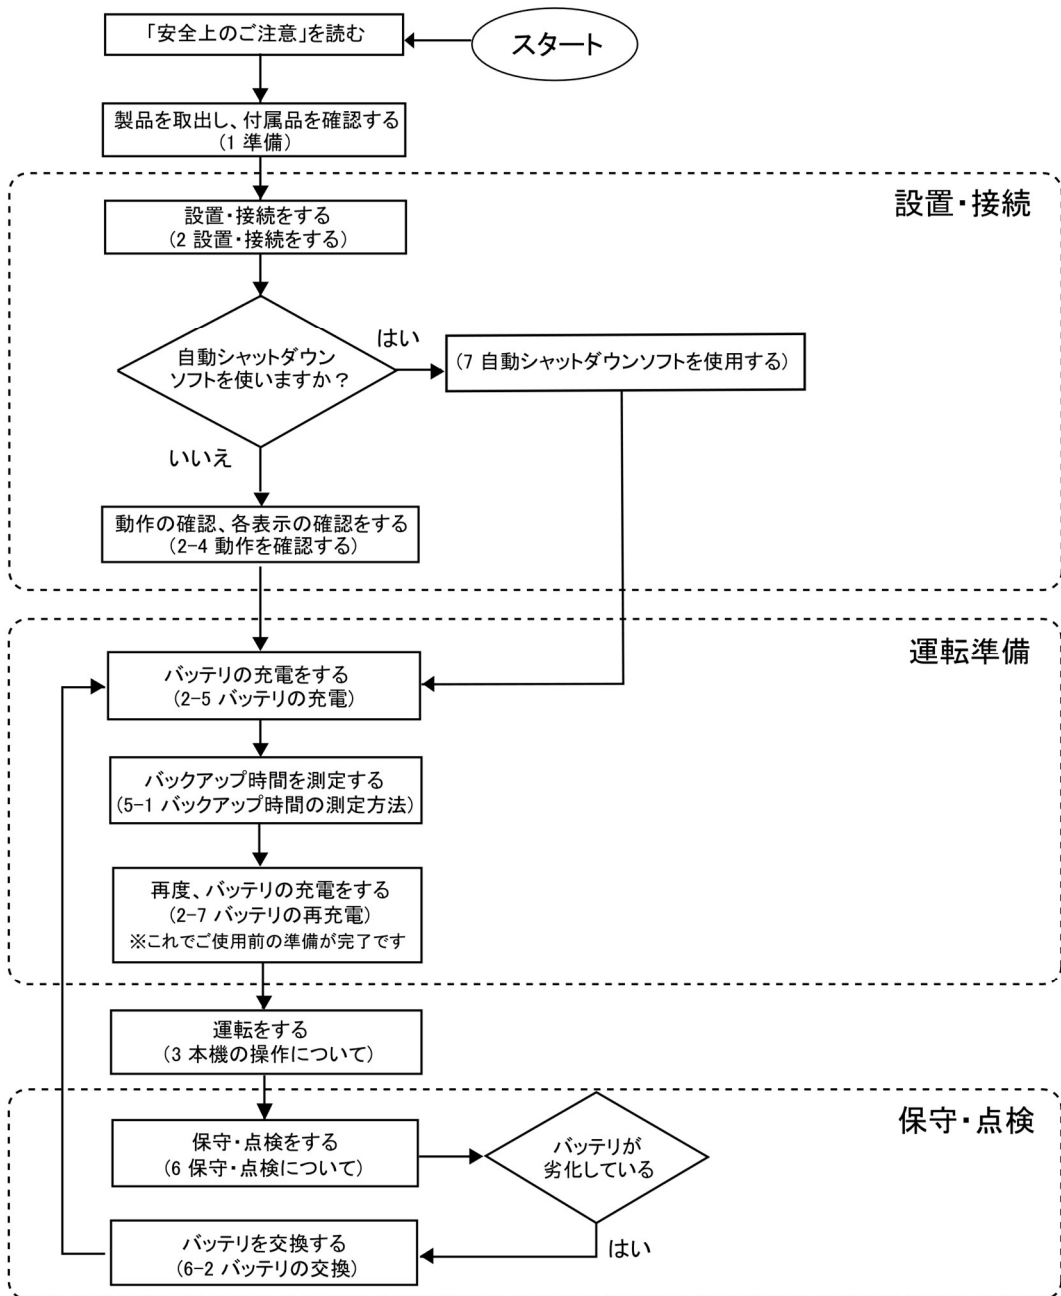 スタート
「安全上のご注意」を読む
製品を取出し、付属品を確認する
(1 準備)
設置・接続
設置・接続をする
(2 設置・接続をする)
自動シャットダウン
ソフトを使いますか？
はい
(7 自動シャットダウンソフトを使用する)
いいえ
動作の確認、各表示の確認をする
(2-4 動作を確認する)
運転準備
バッテリの充電をする
(2-5 バッテリの充電)
バックアップ時間を測定する
(5-1 バックアップ時間の測定方法)
再度、バッテリの充電をする
(2-7 バッテリの再充電)
※これでご使用前の準備が完了です
運転をする
(3 本機の操作について)
保守・点検
保守・点検をする
(6 保守・点検について)
バッテリが
劣化している
はい
バッテリを交換する
(6-2 バッテリの交換)